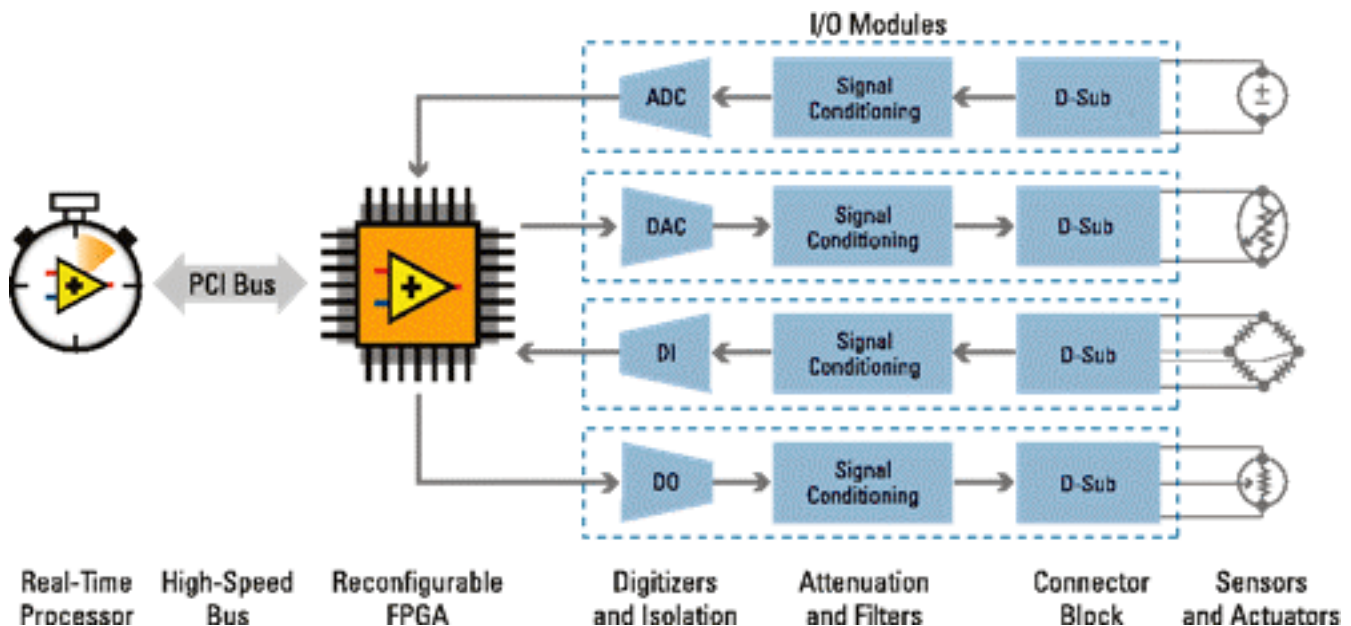 I/O Modules
ADC
Signal
Conditioning
D-Sub
±
DAC
Signal
Conditioning
D-Sub
PCI Bus
DI
Signal
Conditioning
D-Sub
DO
Signal
Conditioning
D-Sub
Real-Time
Processor
High-Speed
Bus
Reconfigurable
FPGA
Digitizers
and Isolation
Attenuation
and Filters
Connector
Block
Sensors
and Actuators